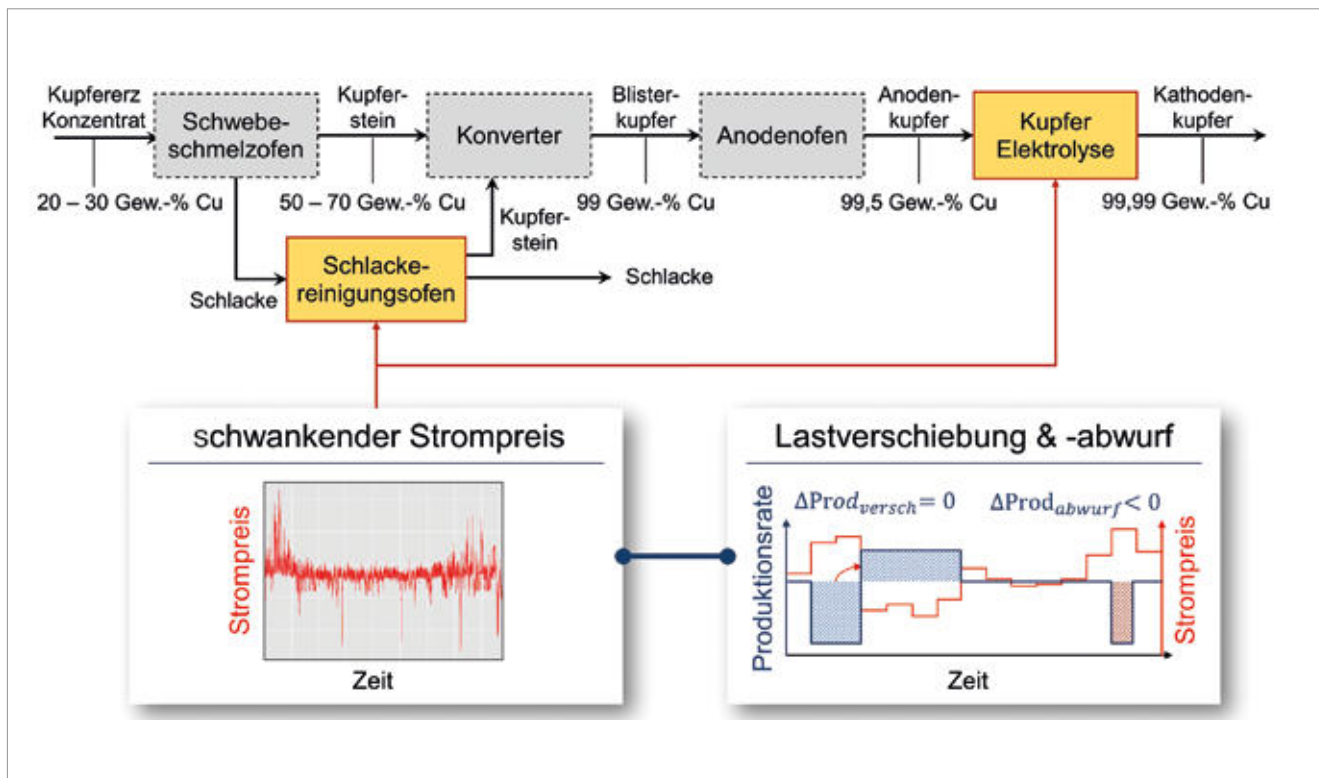 Kupfererz
Konzentrat
Schwebe-
schmelzofen
Kupfer-
stein
Konverter
Blister-
kupfer
Anodenofen
Anoden-
kupfer
Kupfer
Elektrolyse
Kathoden-
kupfer
20 – 30 Gew.-% Cu
50 – 70 Gew.-% Cu
99 Gew.-% Cu
99,5 Gew.-% Cu
99,99 Gew.-% Cu
Kupfer-
stein
Schlacke
Schlacke-
reinigungsofen
Schlacke
schwankender Strompreis
Strompreis
Zeit
Lastverschiebung & -abwurf
Produktionsrate
ΔProd_versch = 0
ΔProd_abwurf < 0
Strompreis
Zeit